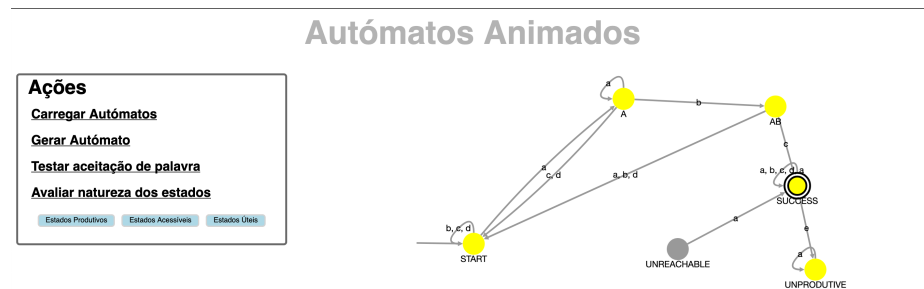 Autómatos Animados
Ações
Carregar Autómatos
Gerar Autómato
Testar aceitação de palavra
Avaliar natureza dos estados
Estados Produtivos Estados Acessíveis Estados Úteis
a
A
b
AB
c
a
c, d
a, b, d
a, b, c, d, a
SUCCESS
b, c, d
START
a
UNREACHABLE
e
a
UNPRODUTIVE